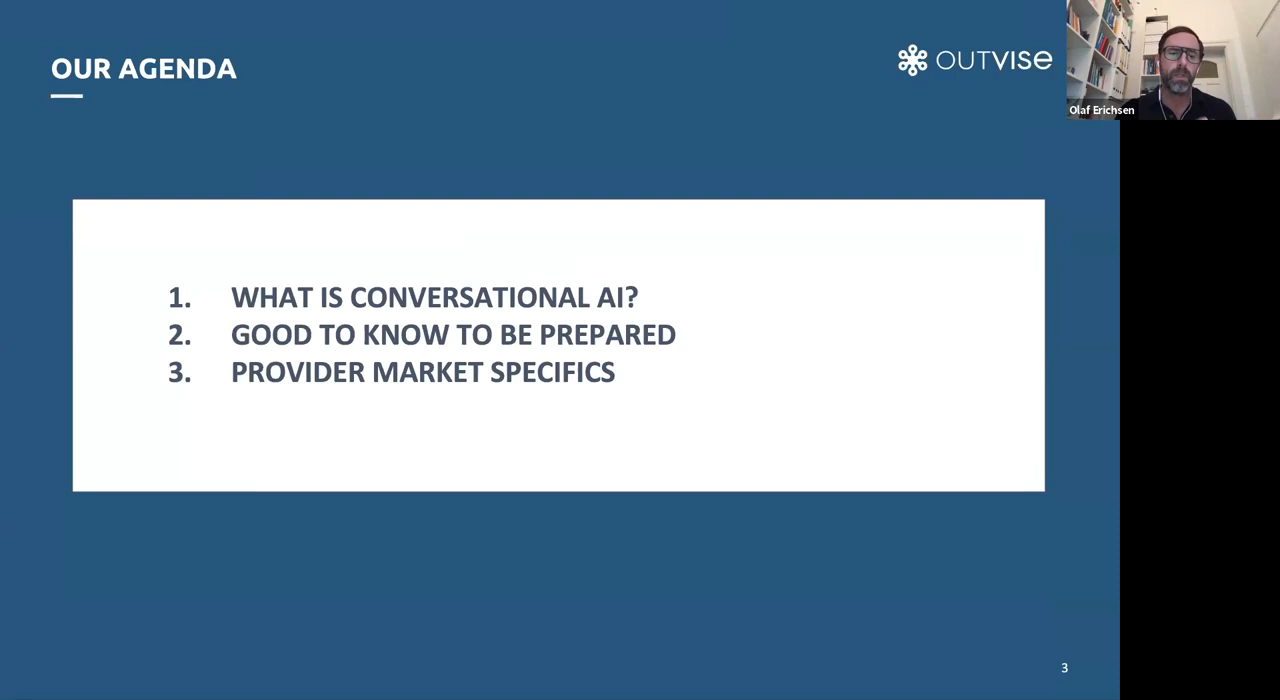 OUR AGENDA
OUTVISE
Olaf Erichsen
1. WHAT IS CONVERSATIONAL AI?
2. GOOD TO KNOW TO BE PREPARED
3. PROVIDER MARKET SPECIFICS
3